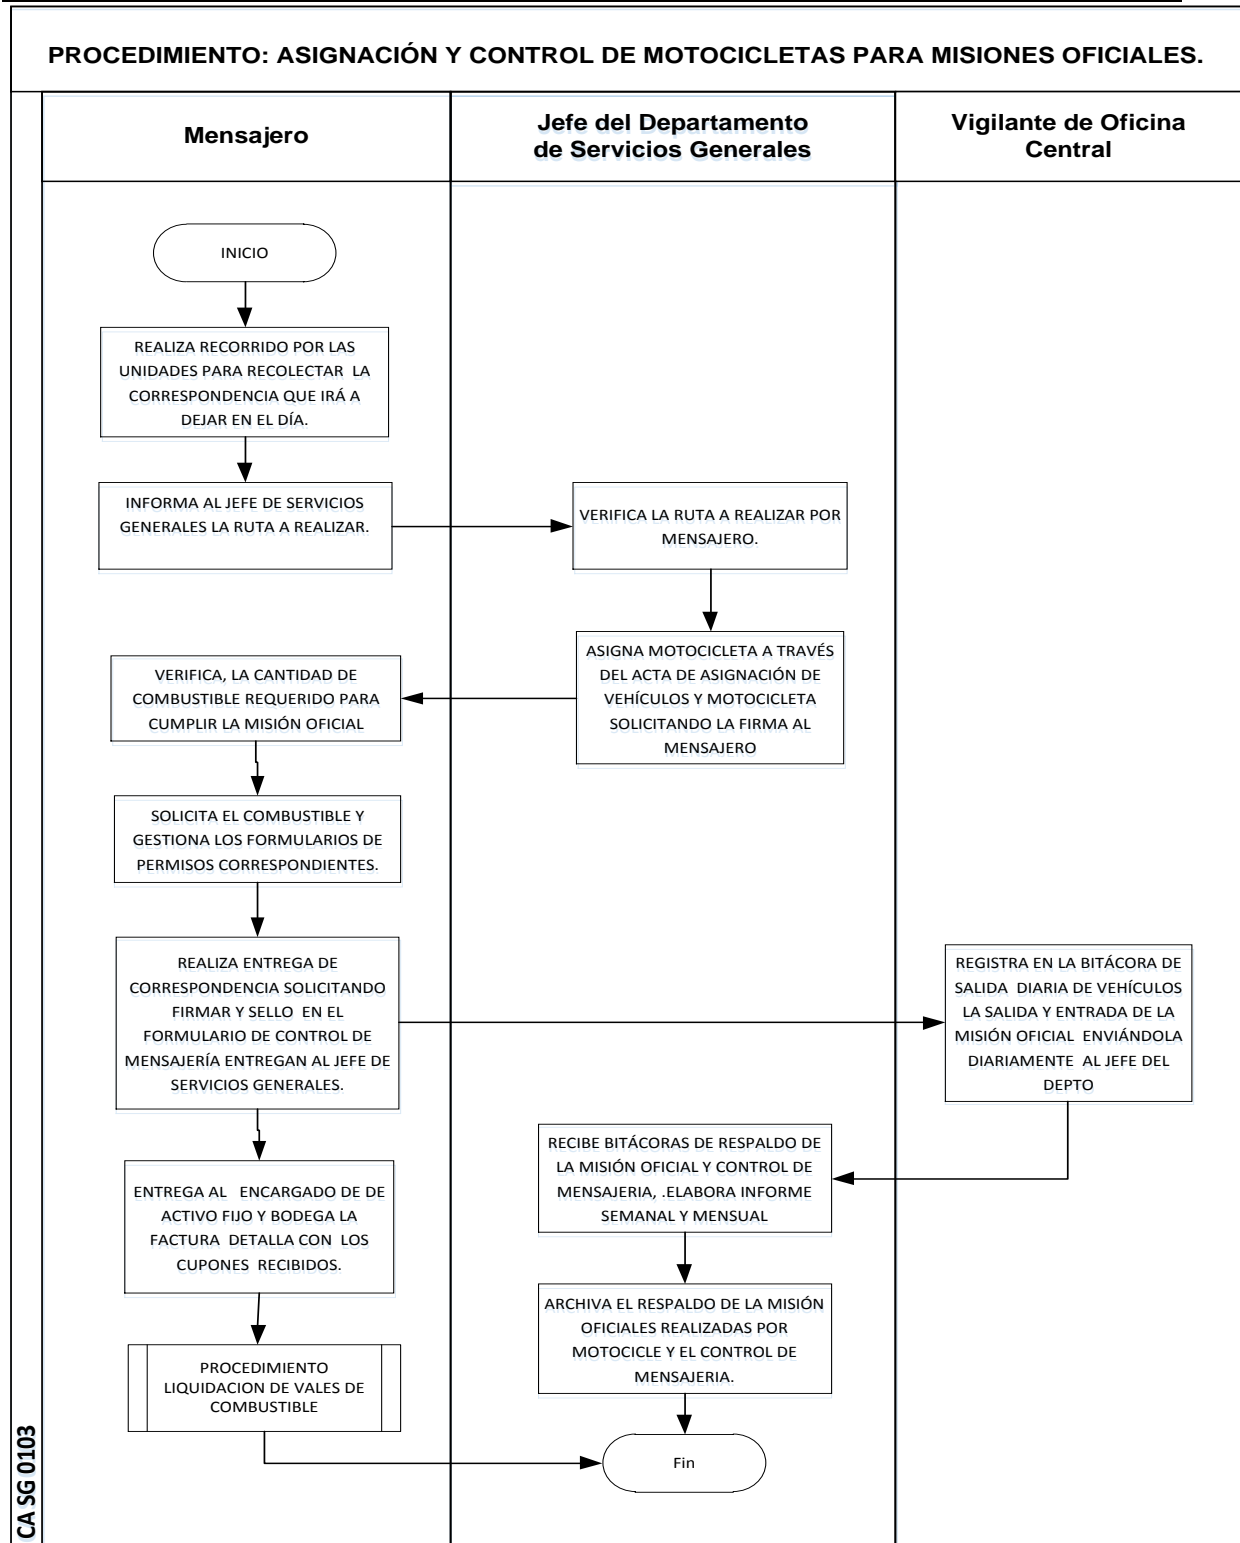 PROCEDIMIENTO: ASIGNACIÓN Y CONTROL DE MOTOCICLETAS PARA MISIONES OFICIALES.
Mensajero
Jefe del Departamento
de Servicios Generales
Vigilante de Oficina
Central
INICIO
REALIZA RECORRIDO POR LAS
UNIDADES PARA RECOLECTAR LA
CORRESPONDENCIA QUE IRÁ A
DEJAR EN EL DÍA.
INFORMA AL JEFE DE SERVICIOS
GENERALES LA RUTA A REALIZAR.
VERIFICA LA RUTA A REALIZAR POR
MENSAJERO.
ASIGNA MOTOCICLETA A TRAVÉS
DEL ACTA DE ASIGNACIÓN DE
VEHÍCULOS Y MOTOCICLETA
SOLICITANDO LA FIRMA AL
MENSAJERO
VERIFICA, LA CANTIDAD DE
COMBUSTIBLE REQUERIDO PARA
CUMPLIR LA MISIÓN OFICIAL
SOLICITA EL COMBUSTIBLE Y
GESTIONA LOS FORMULARIOS DE
PERMISOS CORRESPONDIENTES.
REALIZA ENTREGA DE
CORRESPONDENCIA SOLICITANDO
FIRMAR Y SELLO EN EL
FORMULARIO DE CONTROL DE
MENSAJERÍA ENTREGAN AL JEFE DE
SERVICIOS GENERALES.
REGISTRA EN LA BITÁCORA DE
SALIDA DIARIA DE VEHÍCULOS
LA SALIDA Y ENTRADA DE LA
MISIÓN OFICIAL ENVIÁNDOLA
DIARIAMENTE AL JEFE DEL
DEPTO
RECIBE BITÁCORAS DE RESPALDO DE
LA MISIÓN OFICIAL Y CONTROL DE
MENSAJERIA, .ELABORA INFORME
SEMANAL Y MENSUAL
ENTREGA AL ENCARGADO DE DE
ACTIVO FIJO Y BODEGA LA
FACTURA DETALLA CON LOS
CUPONES RECIBIDOS.
ARCHIVA EL RESPALDO DE LA MISIÓN
OFICIALES REALIZADAS POR
MOTOCICLE Y EL CONTROL DE
MENSAJERIA.
PROCEDIMIENTO
LIQUIDACION DE VALES DE
COMBUSTIBLE
Fin
CA SG 0103